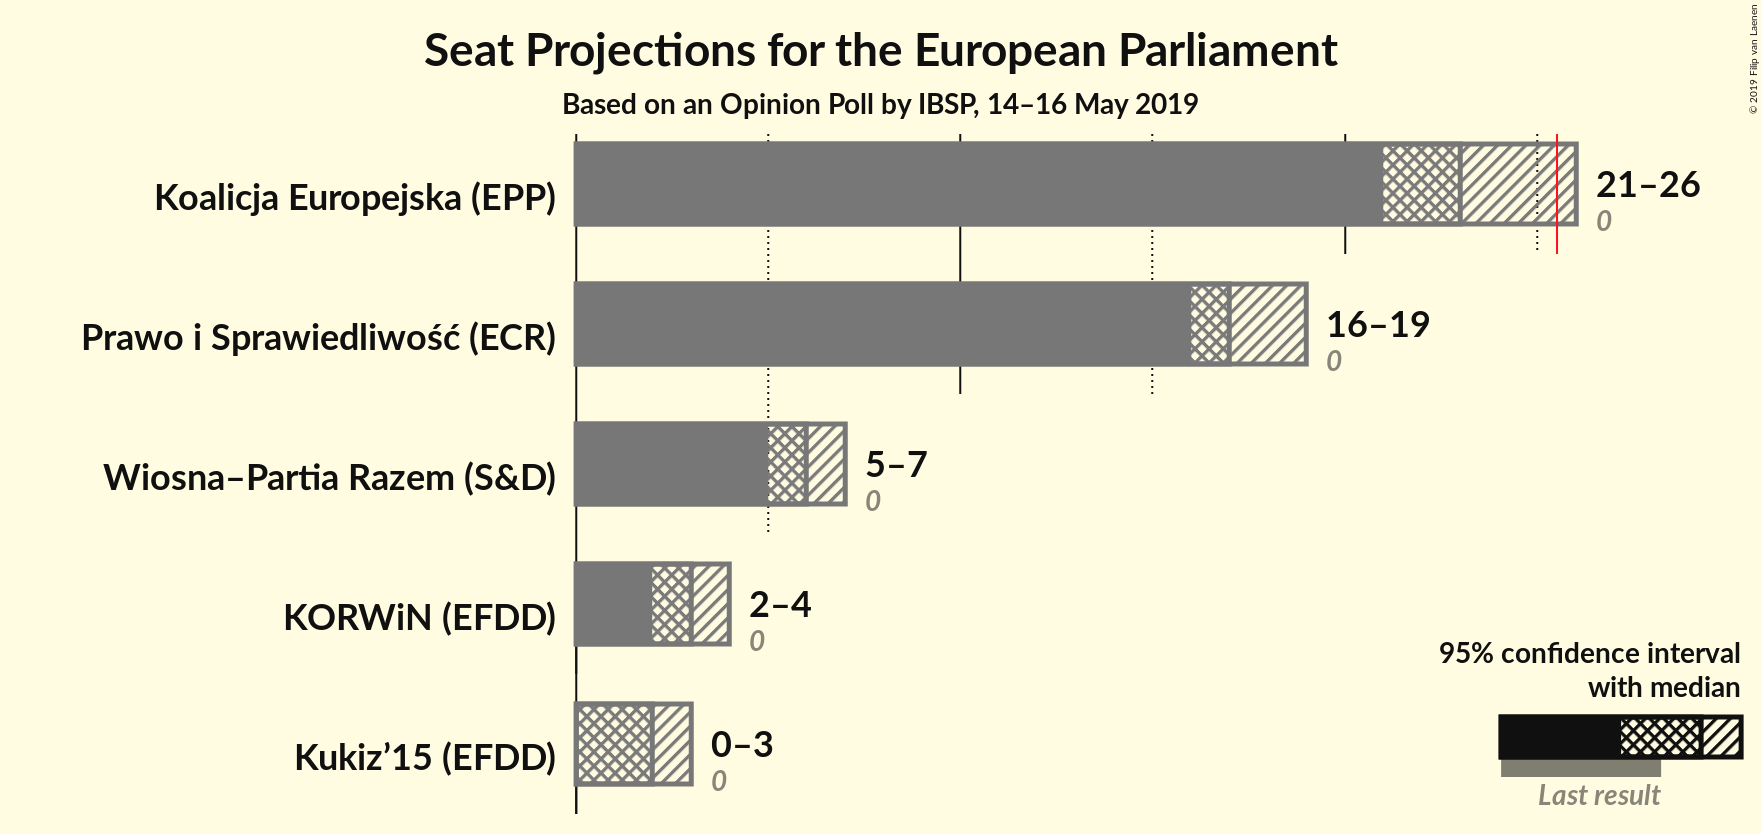 Seat Projections for the European Parliament
Based on an Opinion Poll by IBSP, 14–16 May 2019
© 2019 Filip van Laenen
Koalicja Europejska (EPP)
21–26
0
Prawo i Sprawiedliwość (ECR)
16–19
0
Wiosna–Partia Razem (S&D)
5–7
0
KORWiN (EFDD)
2–4
0
Kukiz’15 (EFDD)
0–3
0
95% confidence interval
with median
Last result